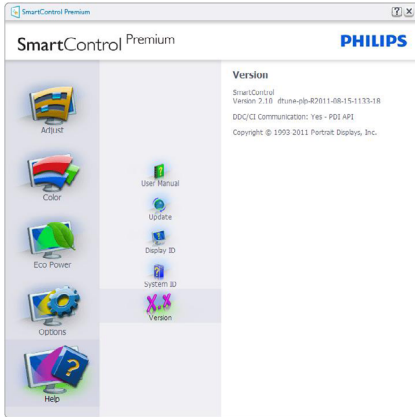 SmartControl Premium
SmartControl Premium
PHILIPS
Adjust
Color
Eco Power
Options
Help
User Manual
Update
Display ID
System ID
X.X
Version
Version
SmartControl
Version 2.10 dtune-plp-R2011-08-15-1133-18
DDC/CI Communication: Yes - PDI API
Copyright © 1993-2011 Portrait Displays, Inc.